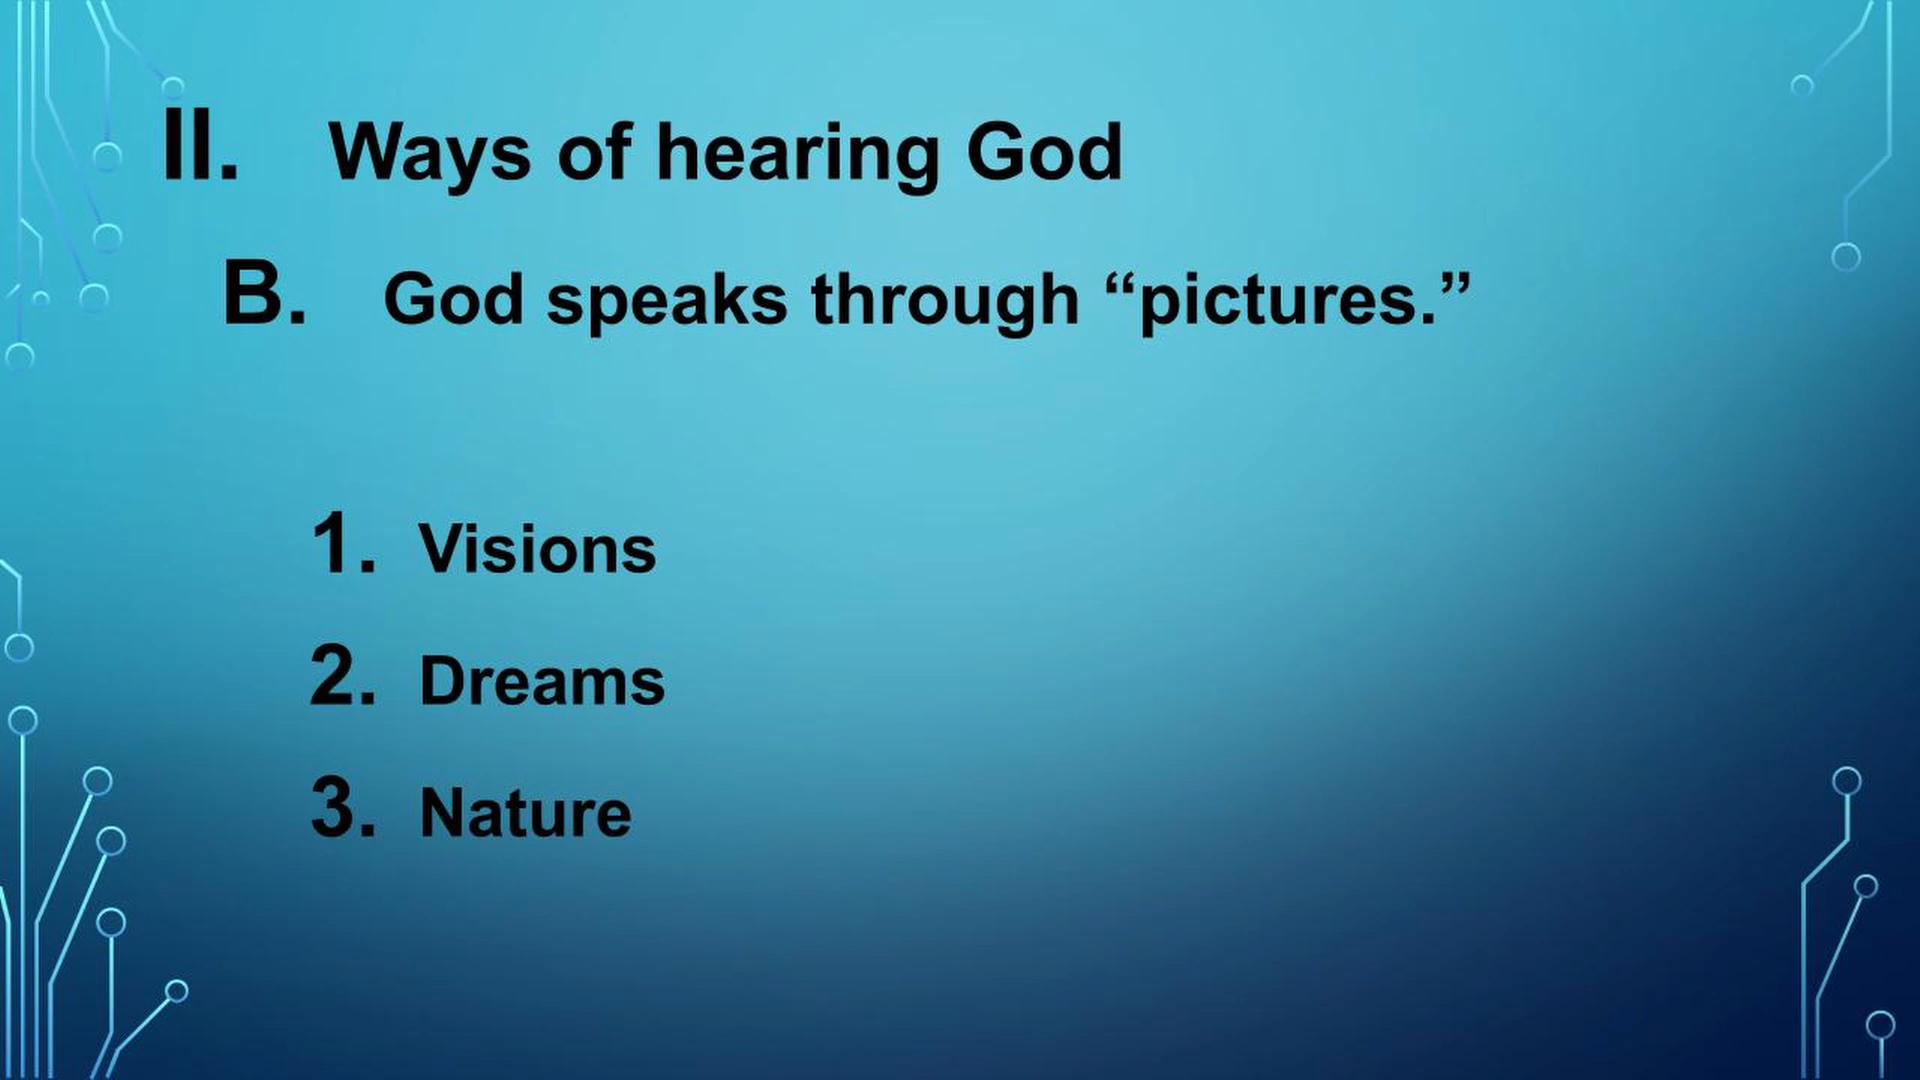 II. Ways of hearing God
B. God speaks through “pictures.”
1. Visions
2. Dreams
3. Nature